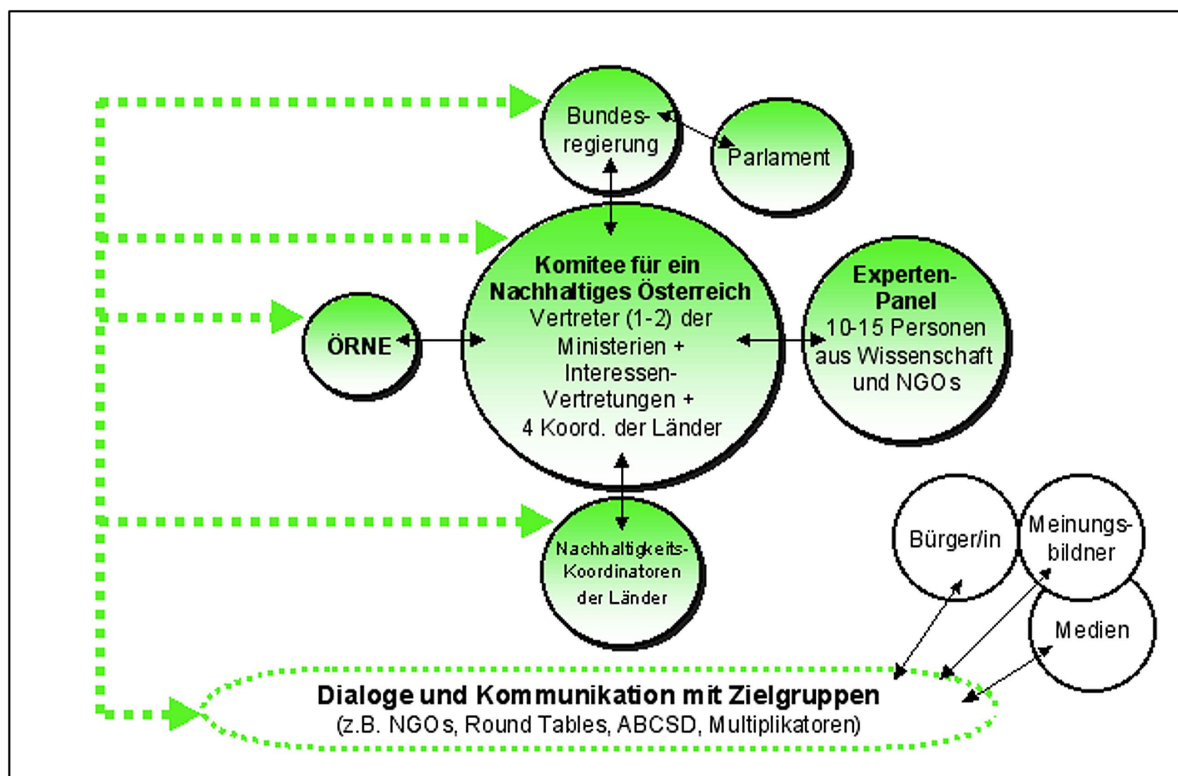 Bundes-
regierung
Parlament
Komitee für ein
Nachhaltiges Österreich
Vertreter (1-2) der
Ministerien +
Interessen-
Vertretungen +
4 Koord. der Länder
Experten-
Panel
10-15 Personen
aus Wissenschaft
und NGOs
ÖRNE
Nachhaltigkeits-
Koordinatoren
der Länder
Bürger/in
Meinungs-
bildner
Medien
Dialoge und Kommunikation mit Zielgruppen
(z.B. NGOs, Round Tables, ABCSD, Multiplikatoren)